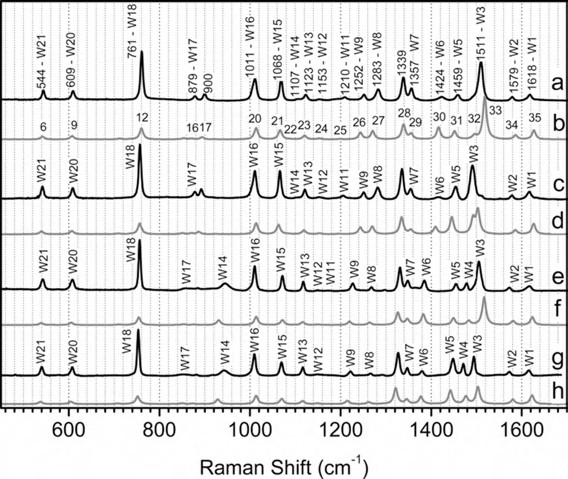 544 – W21
609 – W20
761 – W18
879 – W17
900
1011 – W16
1068 – W15
1107 – W14
1123 – W13
1153 – W12
1210 – W11
1252 – W9
1283 – W8
1339
1357 W7
1424 – W6
1459 – W5
1511 – W3
1579 – W2
1618 – W1
a
6
9
12
16
17
20
21
22
23
24
25
26
27
28
29
30
31
32
33
34
35
b
W21
W20
W18
W17
W16
W15
W14
W13
W12
W11
W9
W8
W7
W6
W5
W3
W2
W1
c
d
W21
W20
W18
W17
W14
W16
W15
W13
W12
W11
W9
W8
W7
W6
W5
W4
W3
W2
W1
e
f
W21
W20
W18
W17
W14
W16
W15
W13
W12
W9
W8
W7
W6
W5
W4
W3
W2
W1
g
h
600 800 1000 1200 1400 1600
Raman Shift (cm⁻¹)